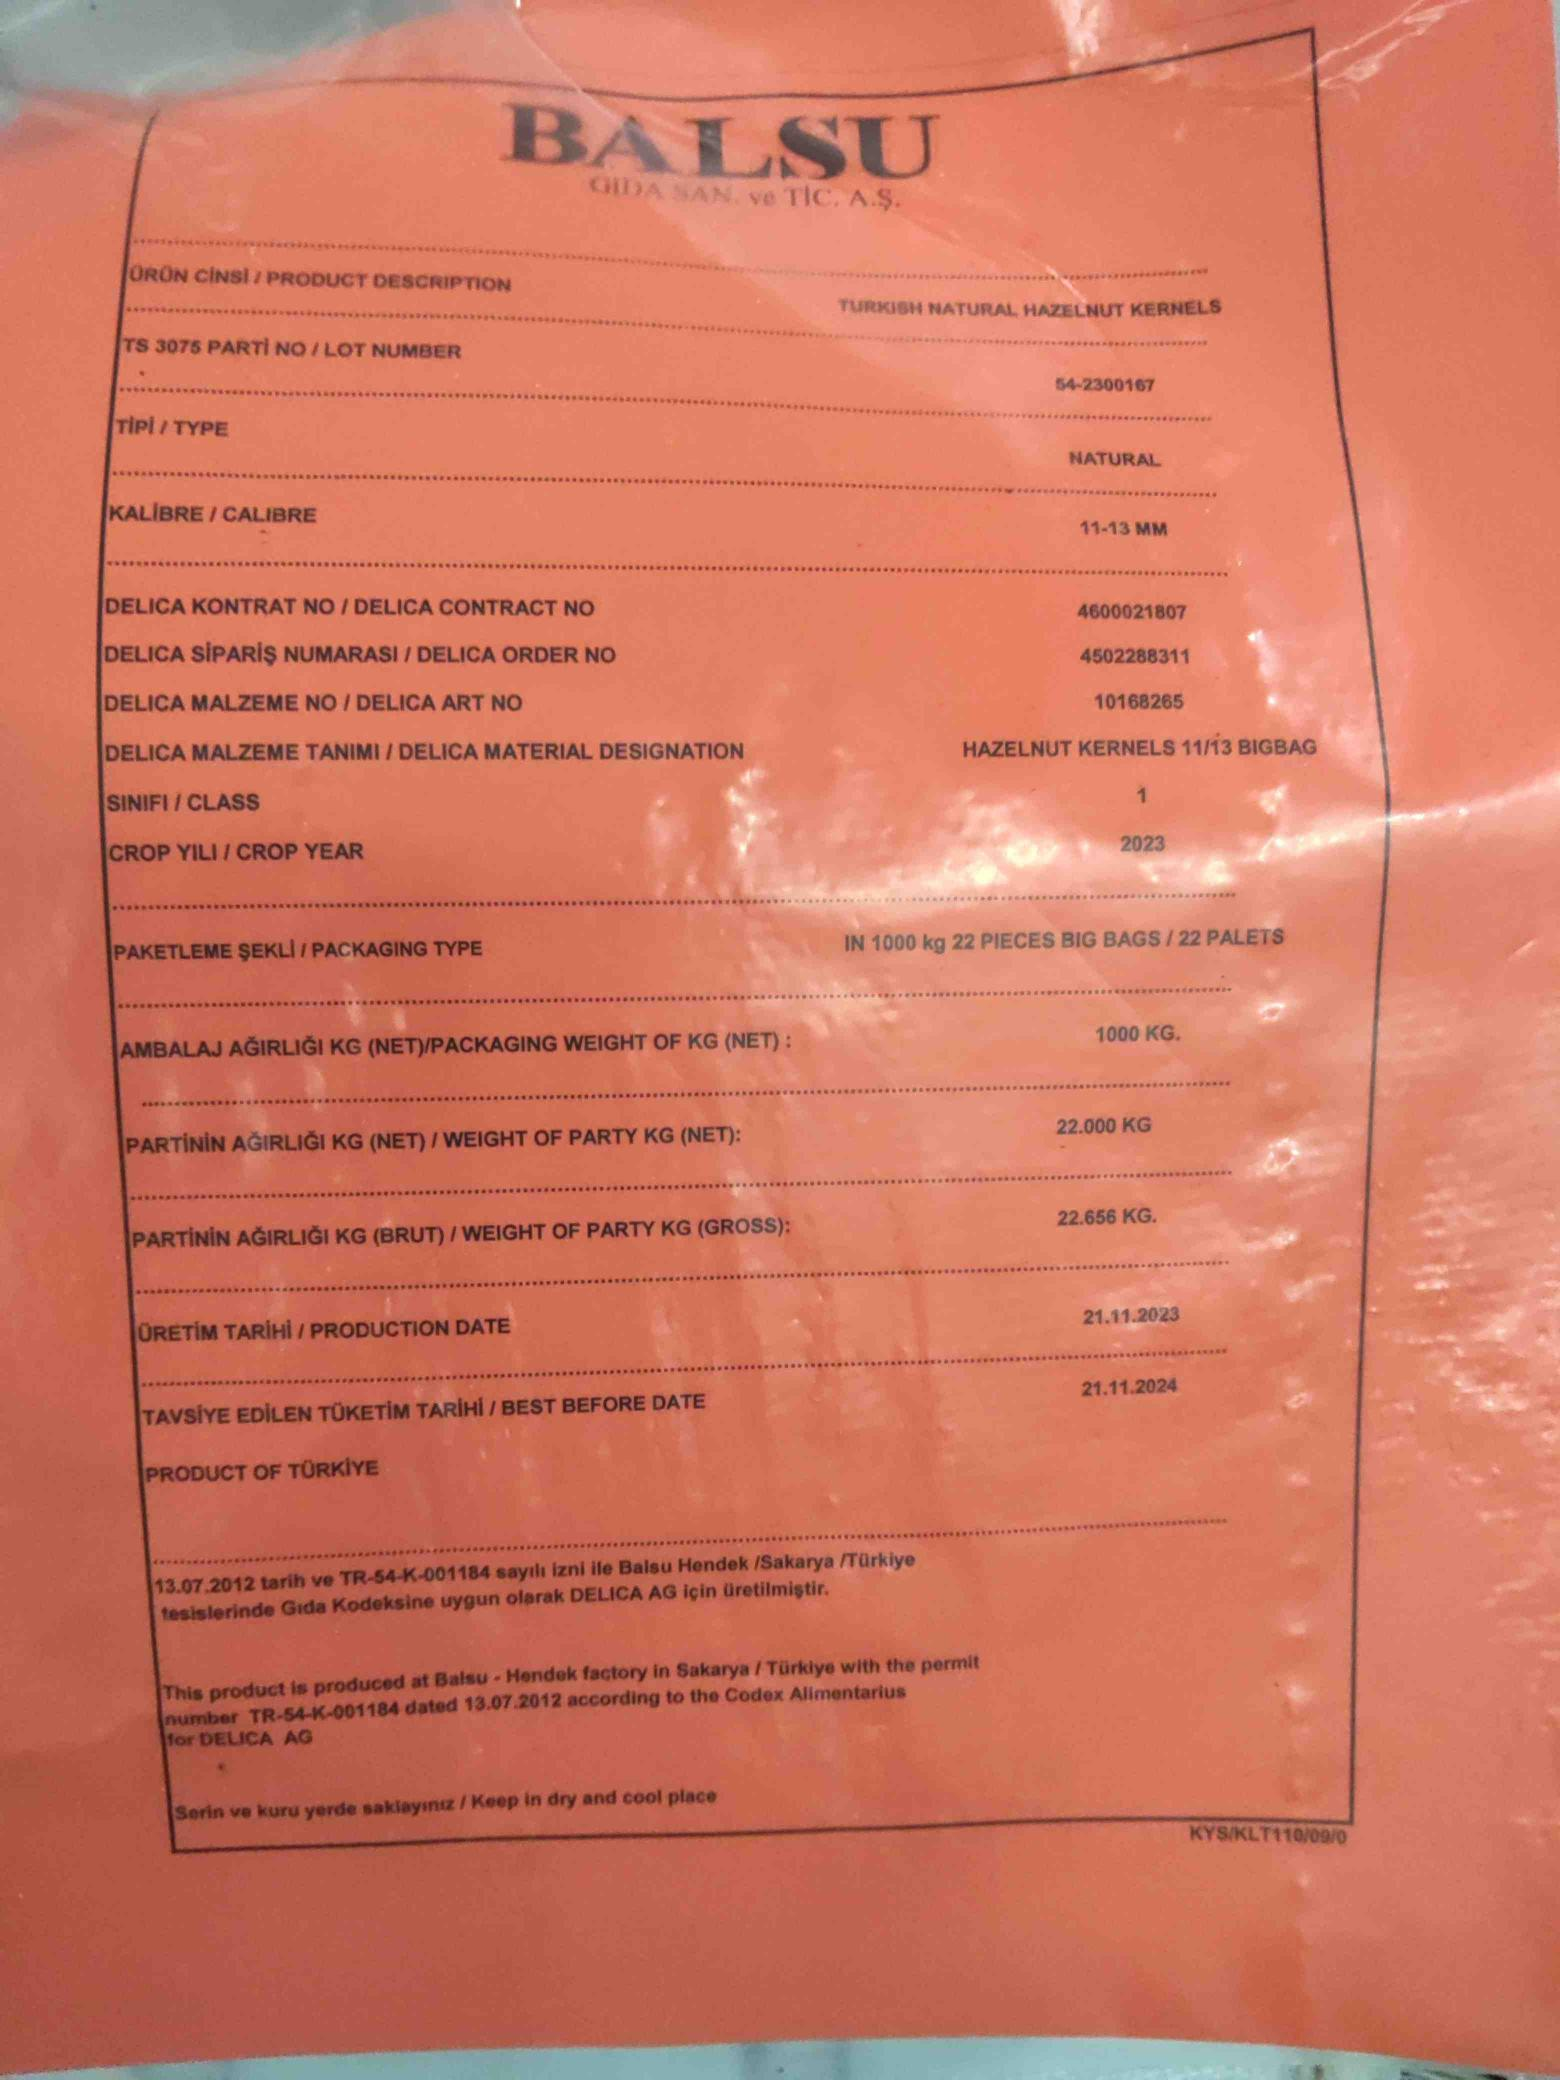 BALSU
GIDA SAN. ve TİC. A.Ş.
ÜRÜN CİNSİ / PRODUCT DESCRIPTION
TURKISH NATURAL HAZELNUT KERNELS
TS 3075 PARTİ NO / LOT NUMBER
54-2300167
TİPİ / TYPE
NATURAL
KALİBRE / CALIBRE
11-13 MM
DELICA KONTRAT NO / DELICA CONTRACT NO 4600021807
DELICA SİPARİŞ NUMARASI / DELICA ORDER NO 4502288311
DELICA MALZEME NO / DELICA ART NO 10168265
DELICA MALZEME TANIMI / DELICA MATERIAL DESIGNATION HAZELNUT KERNELS 11/13 BIGBAG
SINIFI / CLASS 1
CROP YILI / CROP YEAR 2023
PAKETLEME ŞEKLİ / PACKAGING TYPE IN 1000 kg 22 PIECES BIG BAGS / 22 PALETS
AMBALAJ AĞIRLIĞI KG (NET)/PACKAGING WEIGHT OF KG (NET) : 1000 KG.
PARTİNİN AĞIRLIĞI KG (NET) / WEIGHT OF PARTY KG (NET): 22.000 KG
PARTİNİN AĞIRLIĞI KG (BRUT) / WEIGHT OF PARTY KG (GROSS): 22.656 KG.
ÜRETİM TARİHİ / PRODUCTION DATE 21.11.2023
TAVSİYE EDİLEN TÜKETİM TARİHİ / BEST BEFORE DATE 21.11.2024
PRODUCT OF TÜRKİYE
13.07.2012 tarih ve TR-54-K-001184 sayılı izni ile Balsu Hendek /Sakarya /Türkiye
tesislerinde Gıda Kodeksine uygun olarak DELICA AG için üretilmiştir.
This product is produced at Balsu - Hendek factory in Sakarya / Türkiye with the permit
number TR-54-K-001184 dated 13.07.2012 according to the Codex Alimentarius
for DELICA AG
Serin ve kuru yerde saklayınız / Keep in dry and cool place
KYS/KLT110/09/0